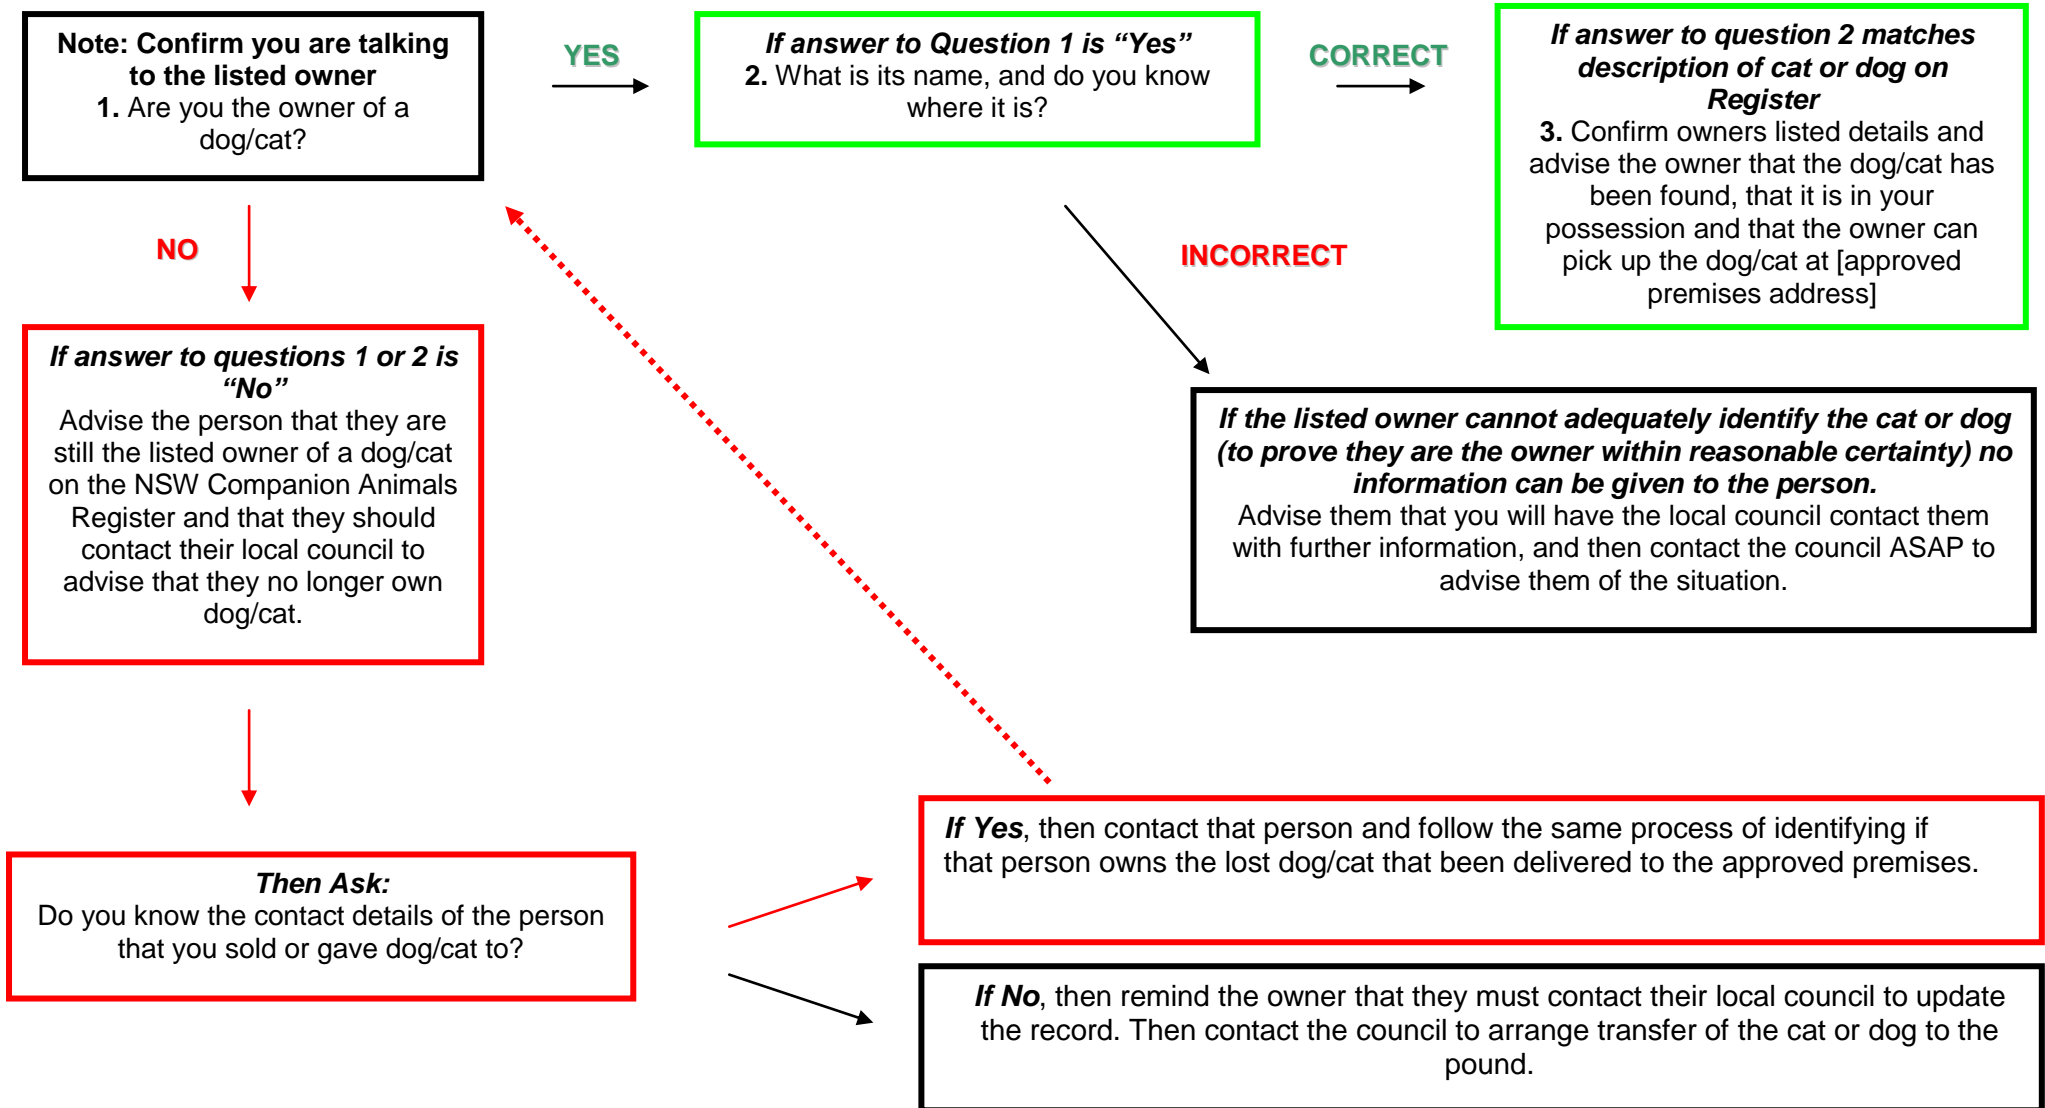 Note: Confirm you are talking
to the listed owner
1. Are you the owner of a
dog/cat?
YES
If answer to Question 1 is “Yes”
2. What is its name, and do you know
where it is?
CORRECT
If answer to question 2 matches
description of cat or dog on
Register
3. Confirm owners listed details and
advise the owner that the dog/cat has
been found, that it is in your
possession and that the owner can
pick up the dog/cat at [approved
premises address]
NO
INCORRECT
If answer to questions 1 or 2 is
“No”
Advise the person that they are
still the listed owner of a dog/cat
on the NSW Companion Animals
Register and that they should
contact their local council to
advise that they no longer own
dog/cat.
If the listed owner cannot adequately identify the cat or dog
(to prove they are the owner within reasonable certainty) no
information can be given to the person.
Advise them that you will have the local council contact them
with further information, and then contact the council ASAP to
advise them of the situation.
Then Ask:
Do you know the contact details of the person
that you sold or gave dog/cat to?
If Yes, then contact that person and follow the same process of identifying if
that person owns the lost dog/cat that been delivered to the approved premises.
If No, then remind the owner that they must contact their local council to update
the record. Then contact the council to arrange transfer of the cat or dog to the
pound.